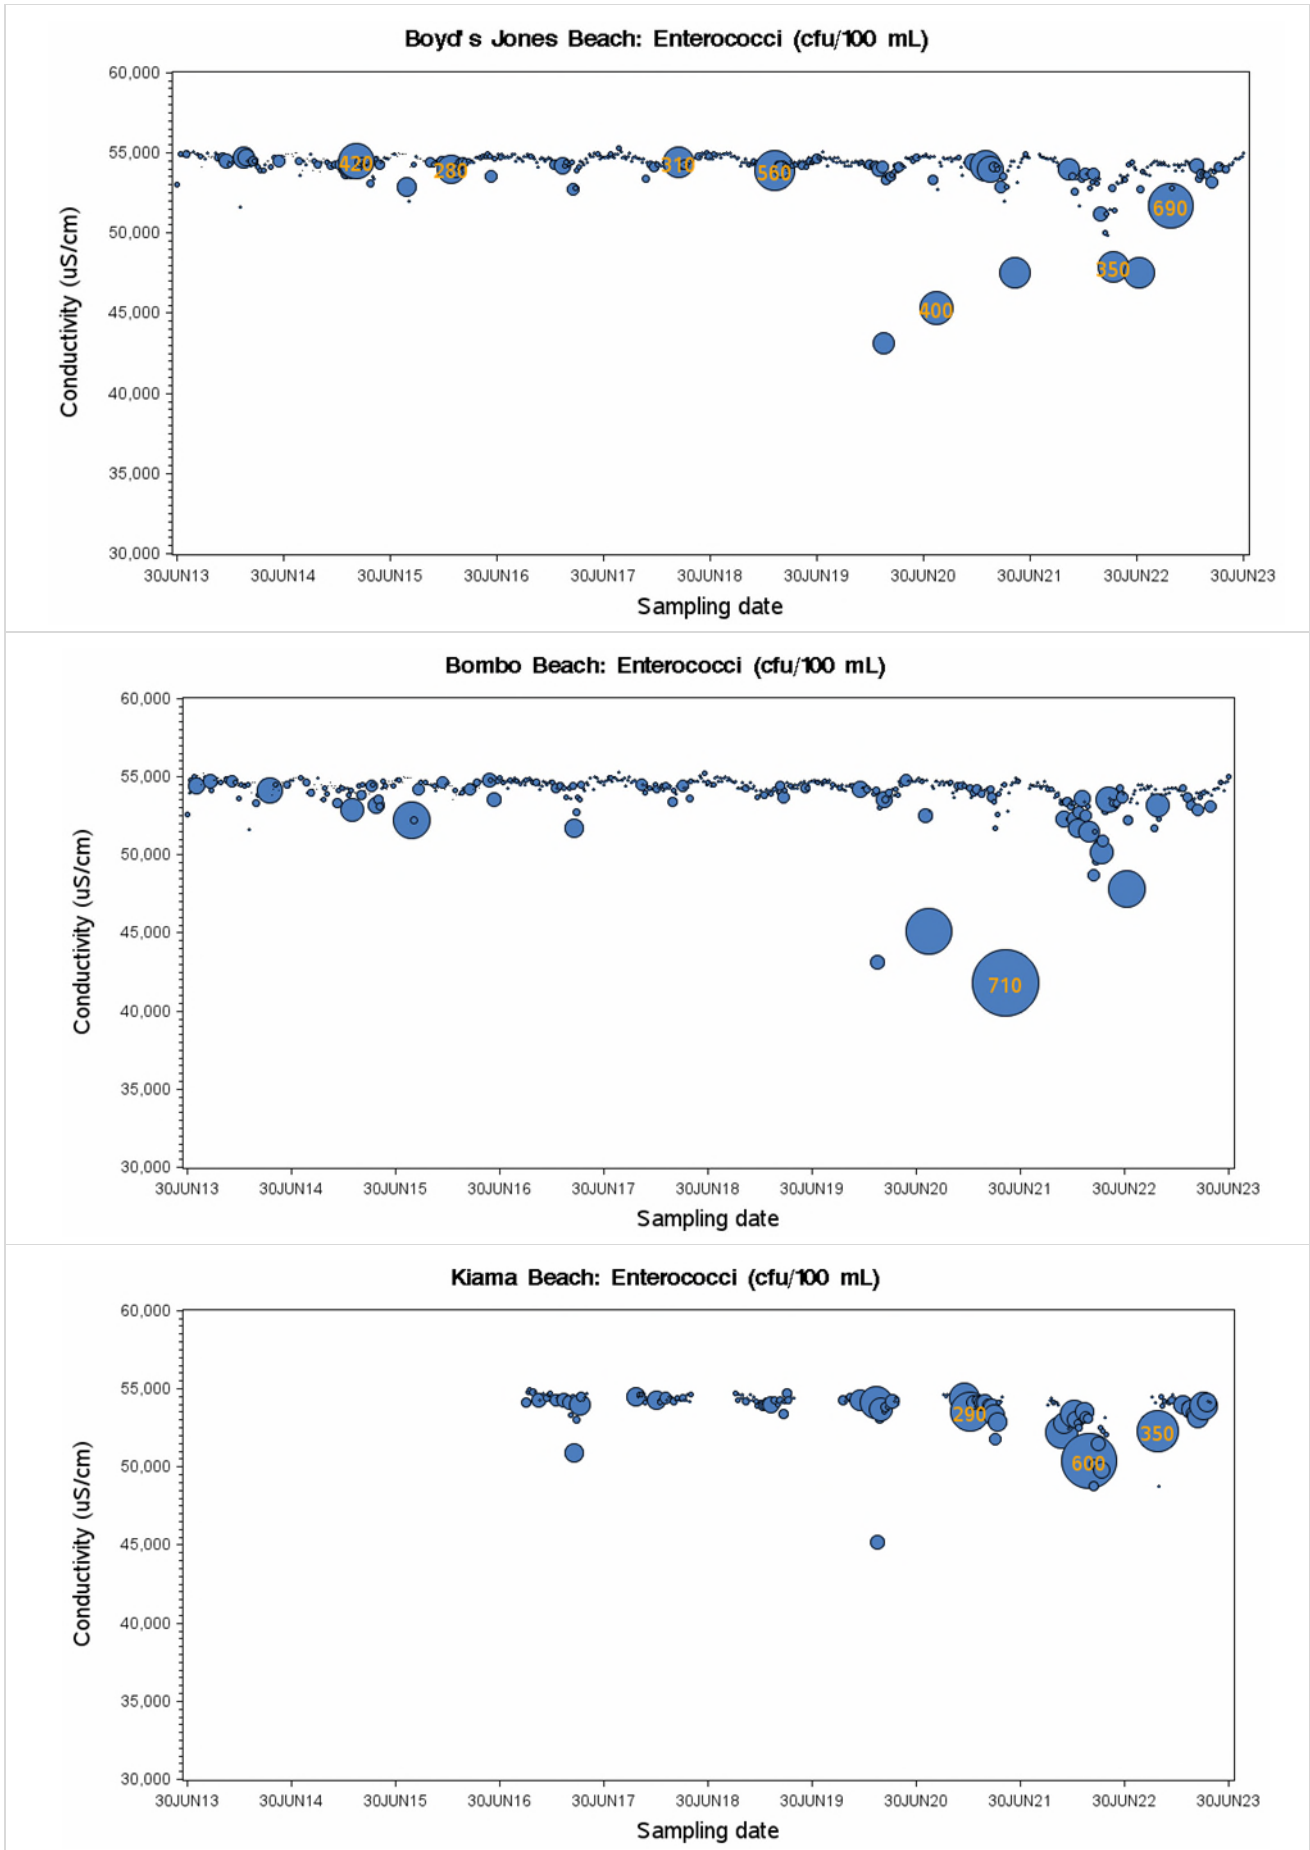 Boyd's Jones Beach: Enterococci (cfu/100 mL)
60,000
55,000
50,000
45,000
40,000
35,000
30,000
Conductivity (uS/cm)
420
280
310
560
690
350
400
30JUN13 30JUN14 30JUN15 30JUN16 30JUN17 30JUN18 30JUN19 30JUN20 30JUN21 30JUN22 30JUN23
Sampling date
Bombo Beach: Enterococci (cfu/100 mL)
60,000
55,000
50,000
45,000
40,000
35,000
30,000
Conductivity (uS/cm)
710
30JUN13 30JUN14 30JUN15 30JUN16 30JUN17 30JUN18 30JUN19 30JUN20 30JUN21 30JUN22 30JUN23
Sampling date
Kiama Beach: Enterococci (cfu/100 mL)
60,000
55,000
50,000
45,000
40,000
35,000
30,000
Conductivity (uS/cm)
290
350
600
30JUN13 30JUN14 30JUN15 30JUN16 30JUN17 30JUN18 30JUN19 30JUN20 30JUN21 30JUN22 30JUN23
Sampling date